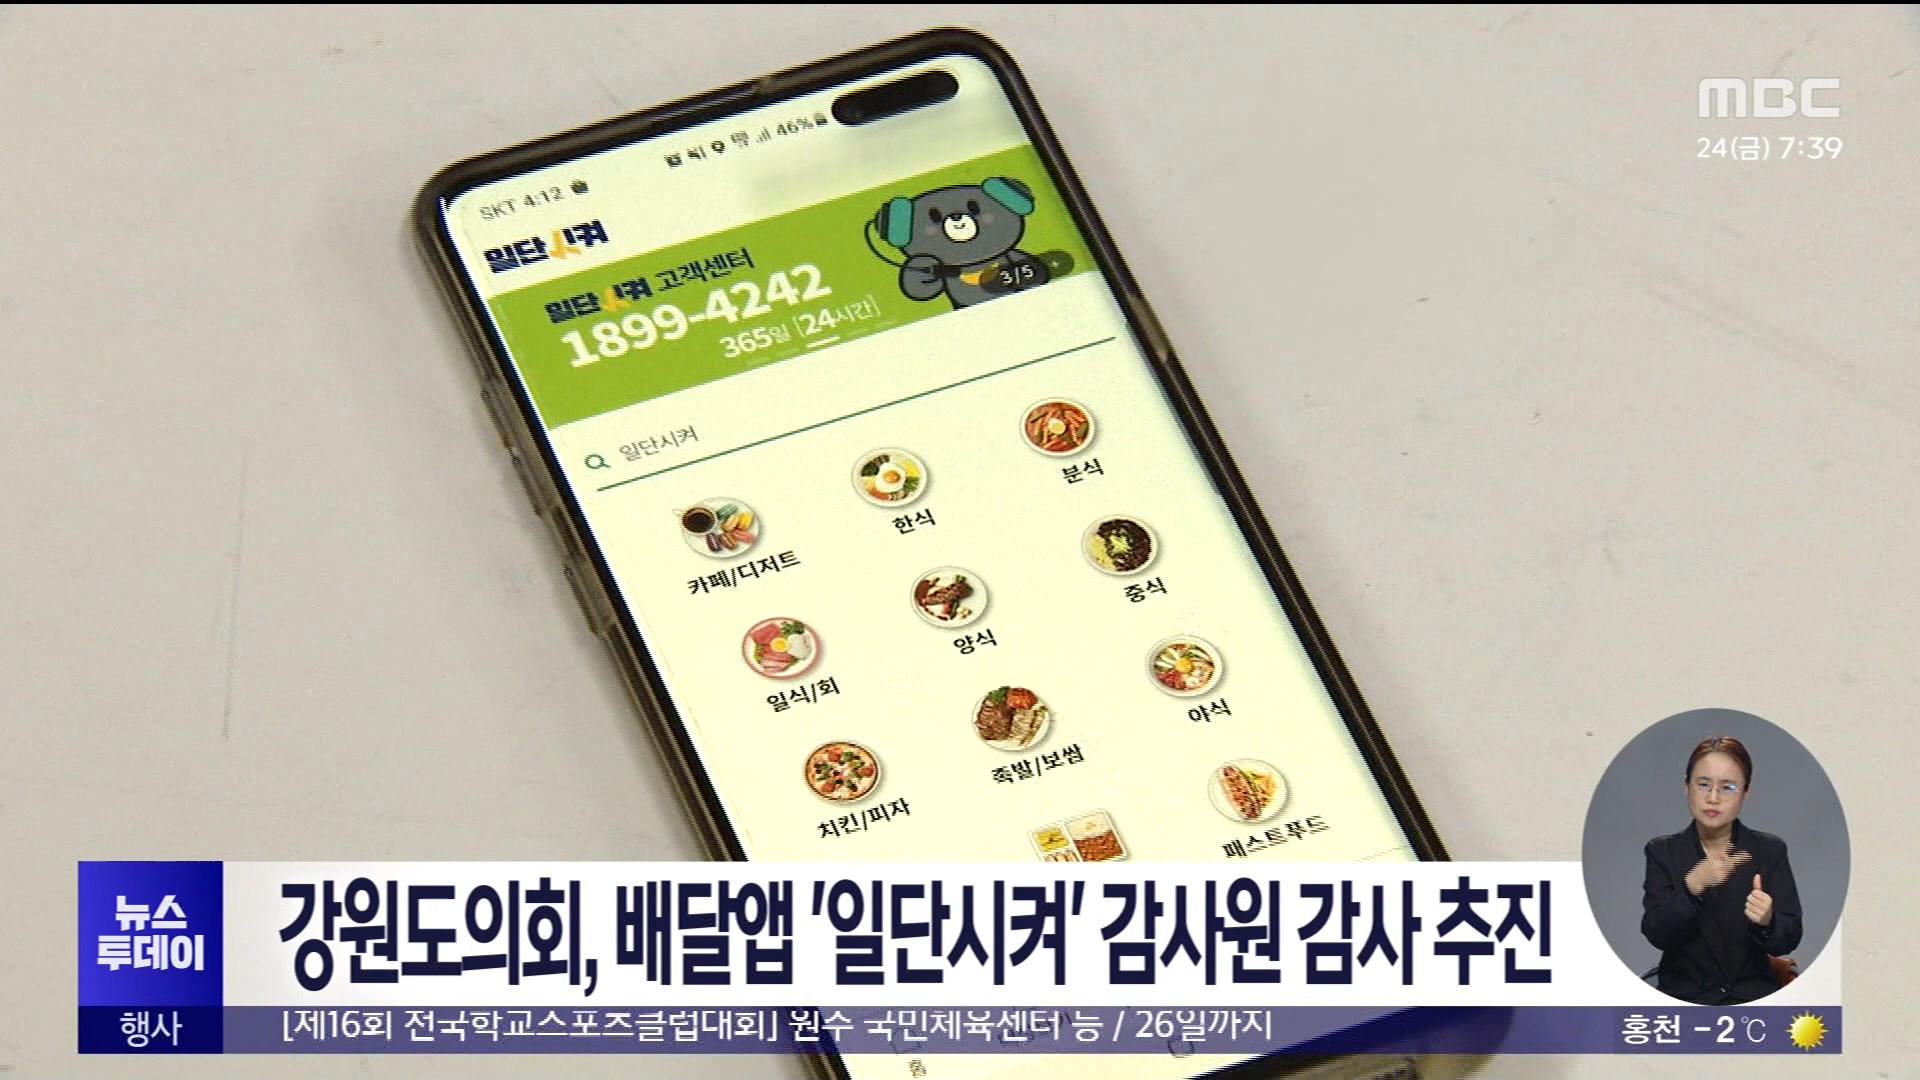 MBC
24(금) 7:39
SKT 4:12
46%
일단시켜
일단시켜 고객센터
1899-4242
365일 [24시간]
3/5 +
일단시켜
카페/디저트
한식
분식
일식/회
양식
중식
치킨/피자
족발/보쌈
야식
패스트푸드
뉴스
투데이
강원도의회, 배달앱 '일단시켜' 감사원 감사 추진
행사
[제16회 전국학교스포츠클럽대회] 원수 국민체육센터 등 / 26일까지
홍천 -2℃
홈